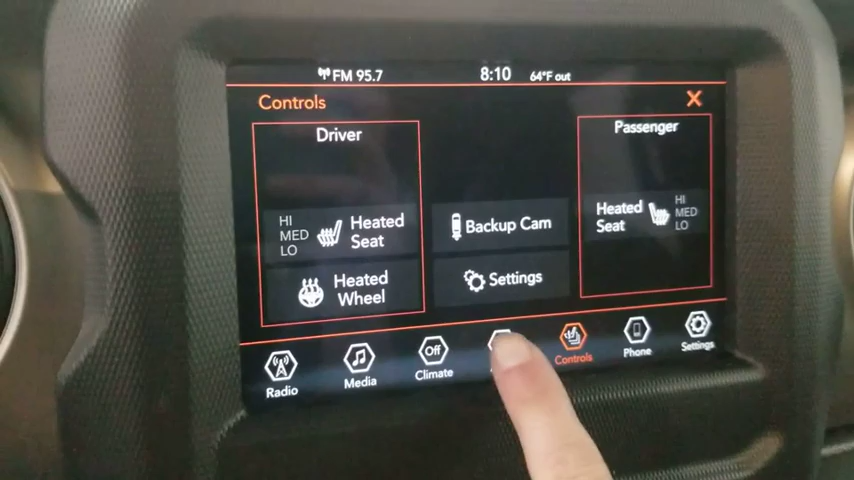 FM 95.7 8:10 64°F out
Controls X
Driver
HI
MED
LO
Heated
Seat
Heated
Wheel
Backup Cam
Settings
Passenger
Heated
Seat
HI
MED
LO
Radio
Media
Off
Climate
Controls
Phone
Settings